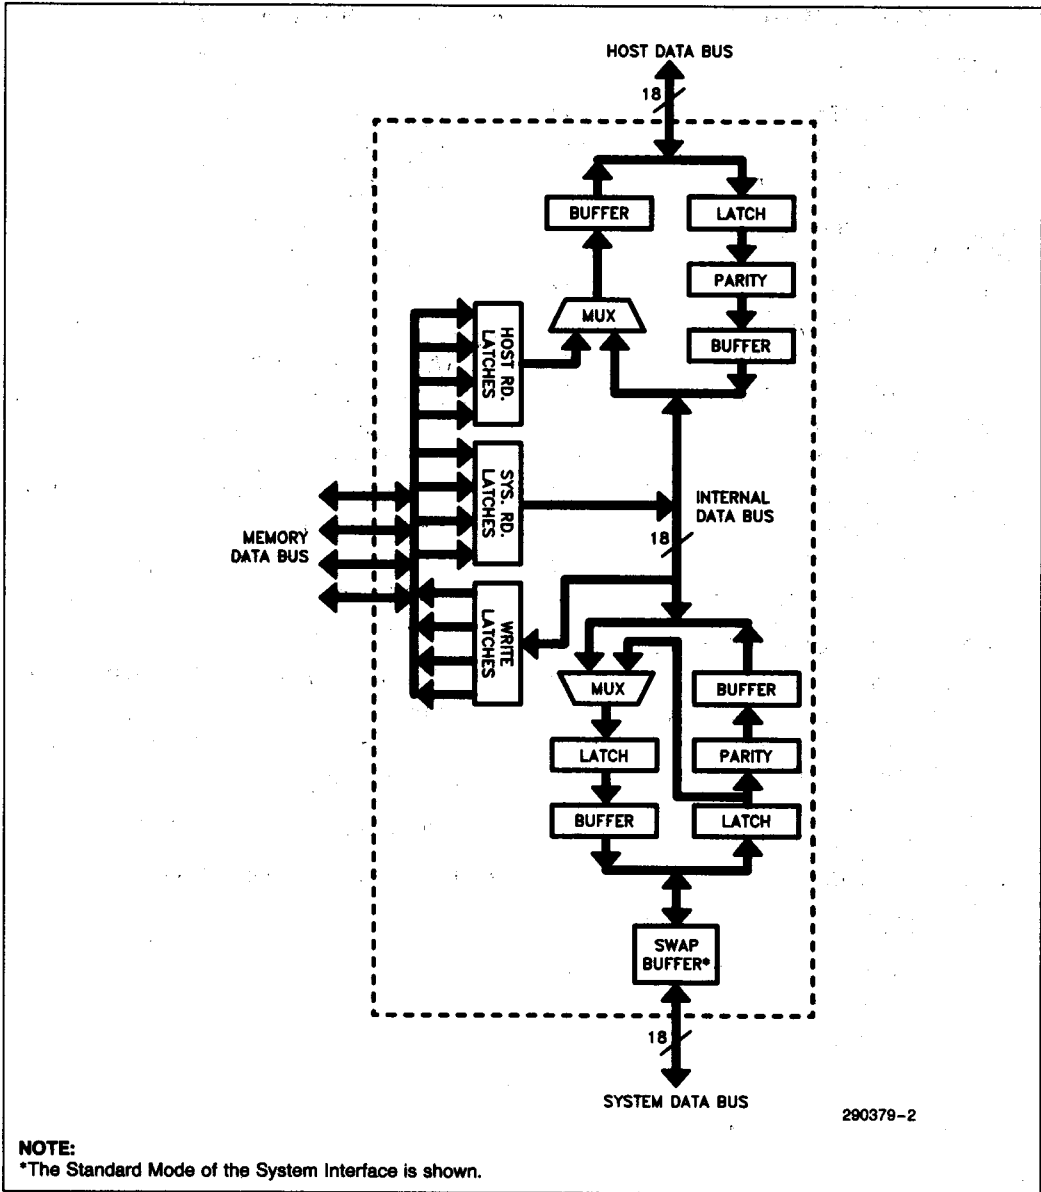 HOST DATA BUS
18
BUFFER
LATCH
PARITY
MUX
BUFFER
HOST RD.
LATCHES
SYS. RD.
LATCHES
INTERNAL
DATA BUS
18
MEMORY
DATA BUS
WRITE
LATCHES
MUX
BUFFER
LATCH
PARITY
BUFFER
LATCH
SWAP
BUFFER*
18
SYSTEM DATA BUS
290379-2
NOTE:
*The Standard Mode of the System Interface is shown.